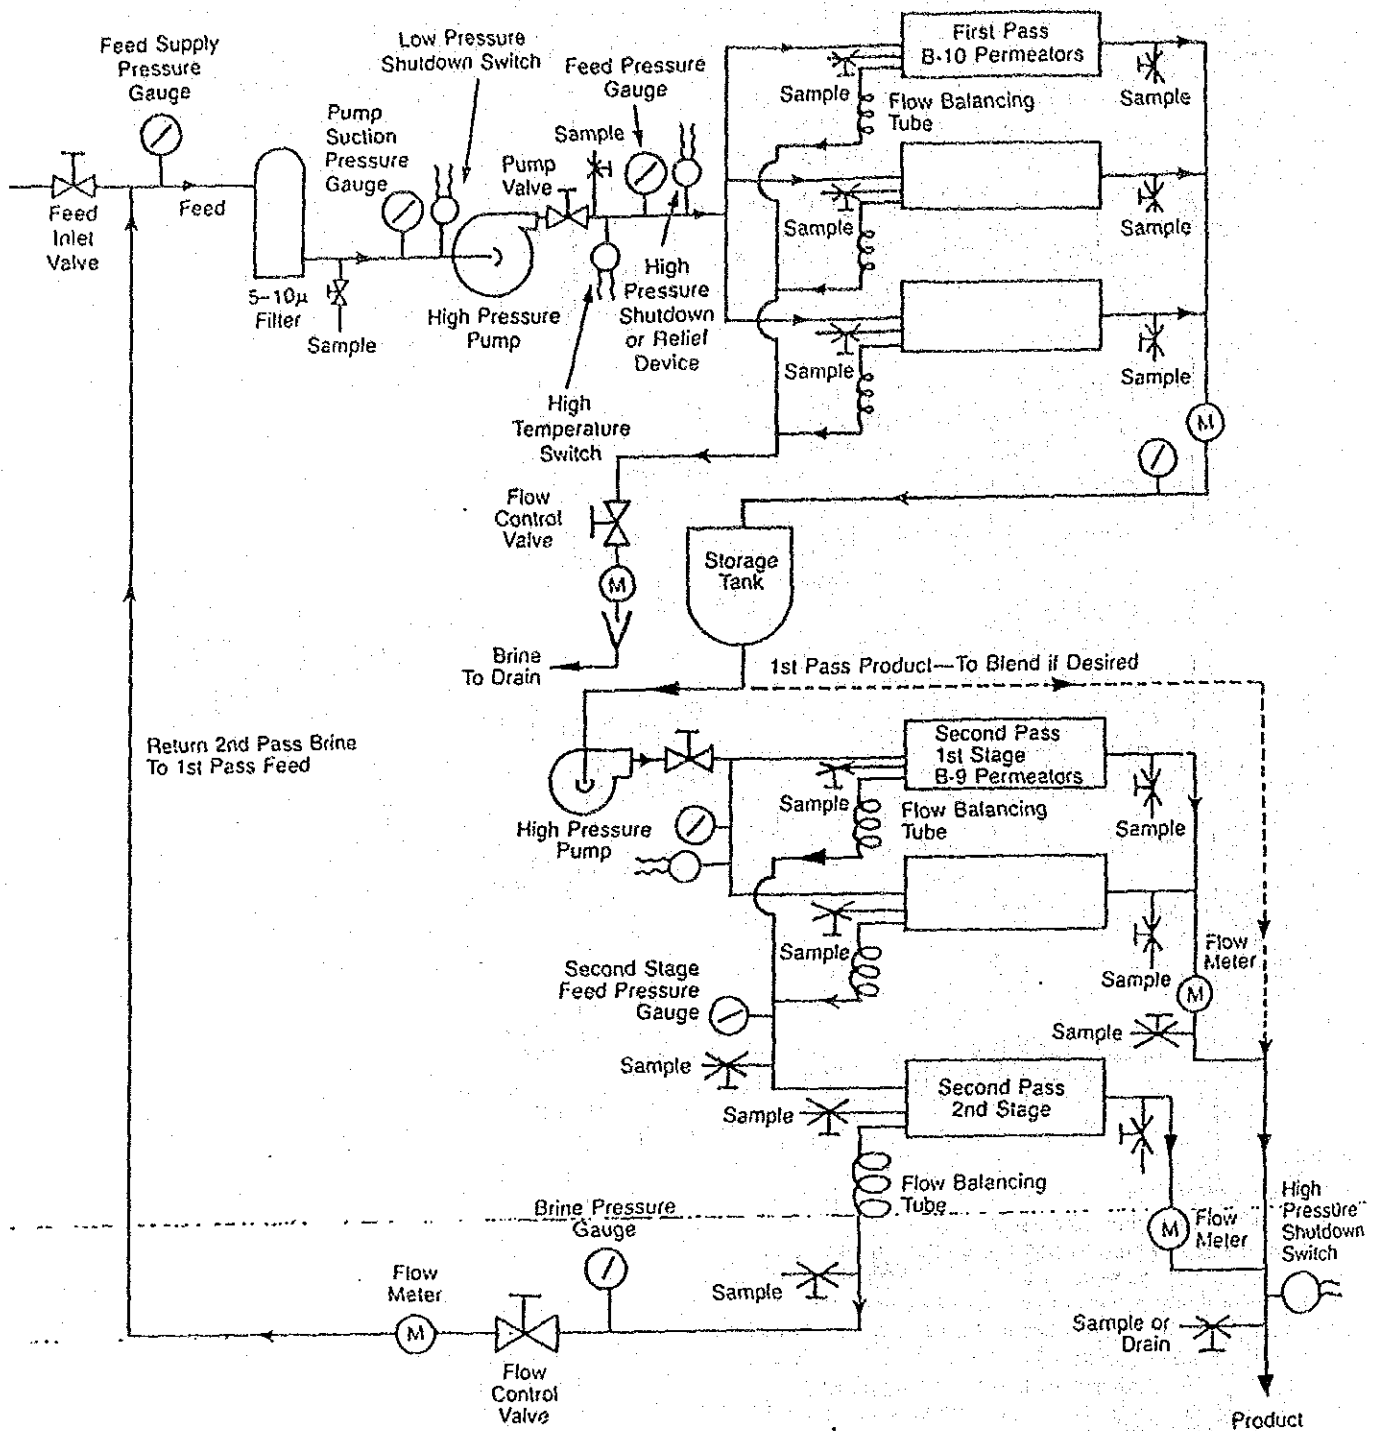 Feed Supply
Pressure
Gauge
Low Pressure
Shutdown Switch
Feed Pressure
Gauge
First Pass
B-10 Permeators
Sample
Sample
Flow Balancing
Tube
Pump
Suction
Pressure
Gauge
Sample
Pump
Valve
Feed
Inlet
Valve
Feed
5-10μ
Filter
Sample
High Pressure
Pump
High
Pressure
Shutdown
or Relief
Device
High
Temperature
Switch
Sample
Sample
Sample
Sample
M
Flow
Control
Valve
M
Storage
Tank
Brine
To Drain
1st Pass Product—To Blend if Desired
Return 2nd Pass Brine
To 1st Pass Feed
Second Pass
1st Stage
B-9 Permeators
Sample
Flow Balancing
Tube
Sample
High Pressure
Pump
Sample
Sample
Flow
Meter
M
Second Stage
Feed Pressure
Gauge
Sample
Sample
Second Pass
2nd Stage
Sample
Flow Balancing
Tube
M
Flow
Meter
High
Pressure
Shutdown
Switch
Brine Pressure
Gauge
Sample
Flow
Meter
M
Flow
Control
Valve
Sample or
Drain
Product